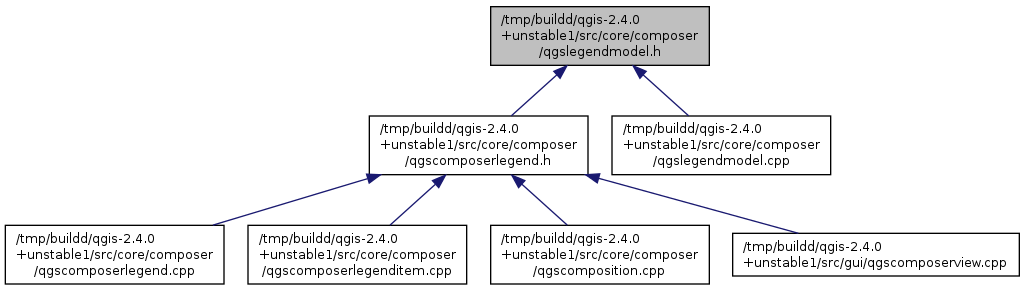 /tmp/buildd/qgis-2.4.0
+unstable1/src/core/composer
/qgslegendmodel.h
/tmp/buildd/qgis-2.4.0
+unstable1/src/core/composer
/qgscomposerlegend.h
/tmp/buildd/qgis-2.4.0
+unstable1/src/core/composer
/qgslegendmodel.cpp
/tmp/buildd/qgis-2.4.0
+unstable1/src/core/composer
/qgscomposerlegend.cpp
/tmp/buildd/qgis-2.4.0
+unstable1/src/core/composer
/qgscomposerlegenditem.cpp
/tmp/buildd/qgis-2.4.0
+unstable1/src/core/composer
/qgscomposition.cpp
/tmp/buildd/qgis-2.4.0
+unstable1/src/gui/qgscomposerview.cpp